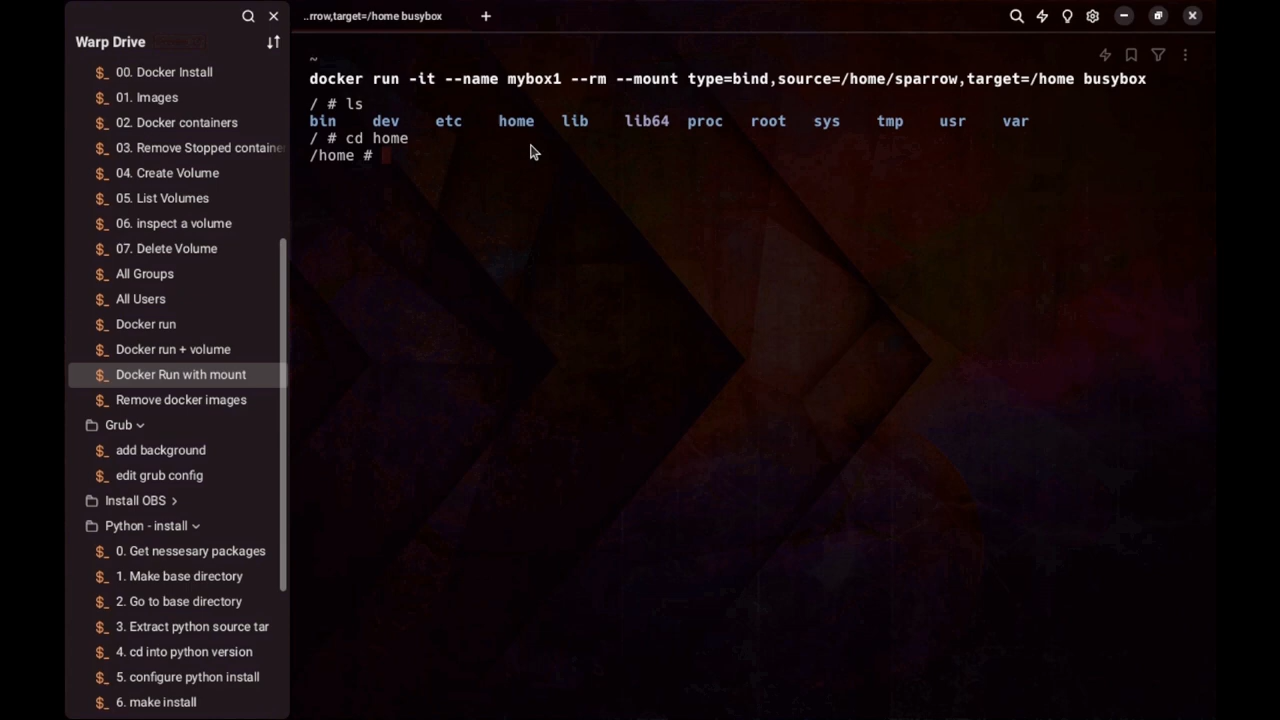 ..rrow,target=/home busybox
Warp Drive
$_ 00. Docker Install
$_ 01. Images
$_ 02. Docker containers
$_ 03. Remove Stopped containe
$_ 04. Create Volume
$_ 05. List Volumes
$_ 06. inspect a volume
$_ 07. Delete Volume
$_ All Groups
$_ All Users
$_ Docker run
$_ Docker run + volume
$_ Docker Run with mount
$_ Remove docker images
Grub
$_ add background
$_ edit grub config
Install OBS
Python - install
$_ 0. Get nessesary packages
$_ 1. Make base directory
$_ 2. Go to base directory
$_ 3. Extract python source tar
$_ 4. cd into python version
$_ 5. configure python install
$_ 6. make install
~
docker run -it --name mybox1 --rm --mount type=bind,source=/home/sparrow,target=/home busybox
/ # ls
bin dev etc home lib lib64 proc root sys tmp usr var
/ # cd home
/home #